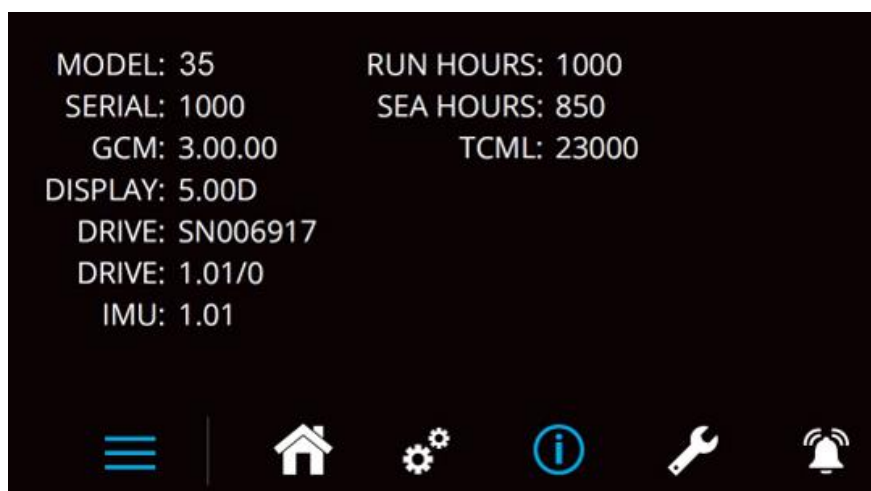 MODEL: 35
SERIAL: 1000
GCM: 3.00.00
DISPLAY: 5.00D
DRIVE: SN006917
DRIVE: 1.01/0
IMU: 1.01
RUN HOURS: 1000
SEA HOURS: 850
TCML: 23000